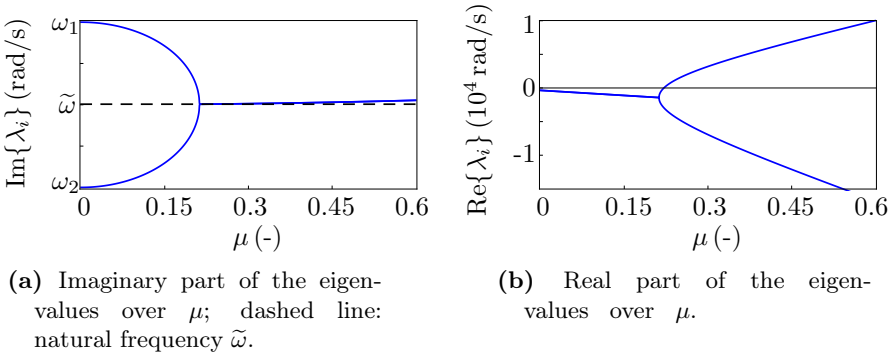 ω₁
ω̃
ω₂
Im{λᵢ} (rad/s)
0 0.15 0.3 0.45 0.6
μ (-)
1
0
-1
Re{λᵢ} (10⁴ rad/s)
0 0.15 0.3 0.45 0.6
μ (-)
(a) Imaginary part of the eigen-
values over μ; dashed line:
natural frequency ω̃.
(b) Real part of the eigen-
values over μ.